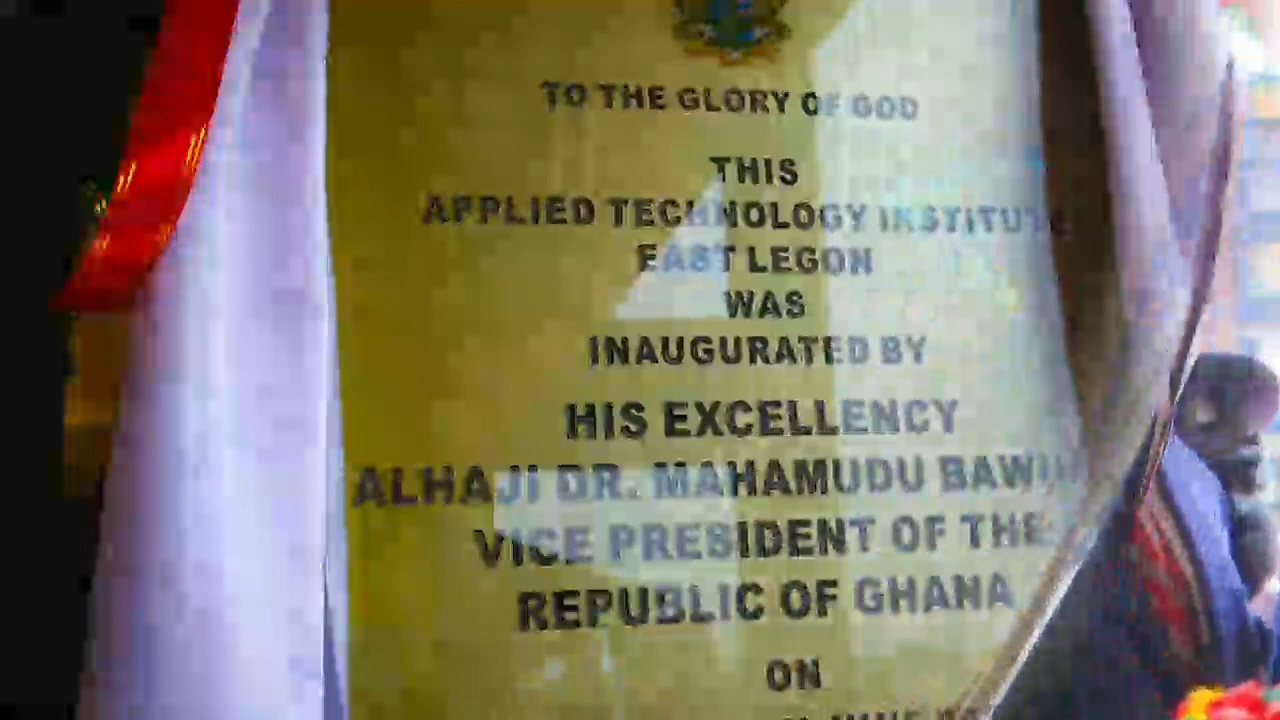 TO THE GLORY OF GOD
THIS
APPLIED TECHNOLOGY INSTITUTE
EAST LEGON
WAS
INAUGURATED BY
HIS EXCELLENCY
ALHAJI DR. MAHAMUDU
VICE PRESIDENT OF THE
REPUBLIC OF GHANA
ON